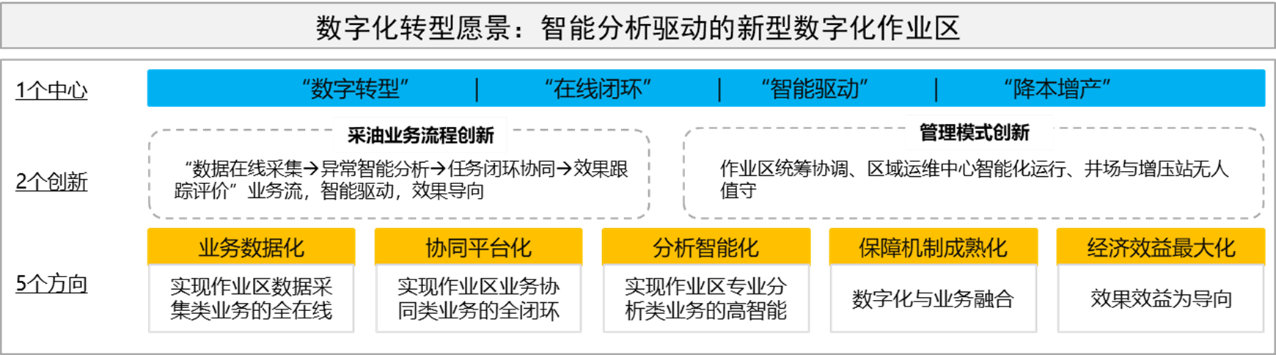 数字化转型愿景：智能分析驱动的新型数字化作业区
1个中心
“数字转型” | “在线闭环” | “智能驱动” | “降本增产”
2个创新
采油业务流程创新
“数据在线采集→异常智能分析→任务闭环协同→效果跟
踪评价”业务流，智能驱动，效果导向
管理模式创新
作业区统筹协调、区域运维中心智能化运行、井场与增压站无人
值守
5个方向
业务数据化
实现作业区数据采
集类业务的全在线
协同平台化
实现作业区业务协
同类业务的全闭环
分析智能化
实现作业区专业分
析类业务的高智能
保障机制成熟化
数字化与业务融合
经济效益最大化
效果效益为导向